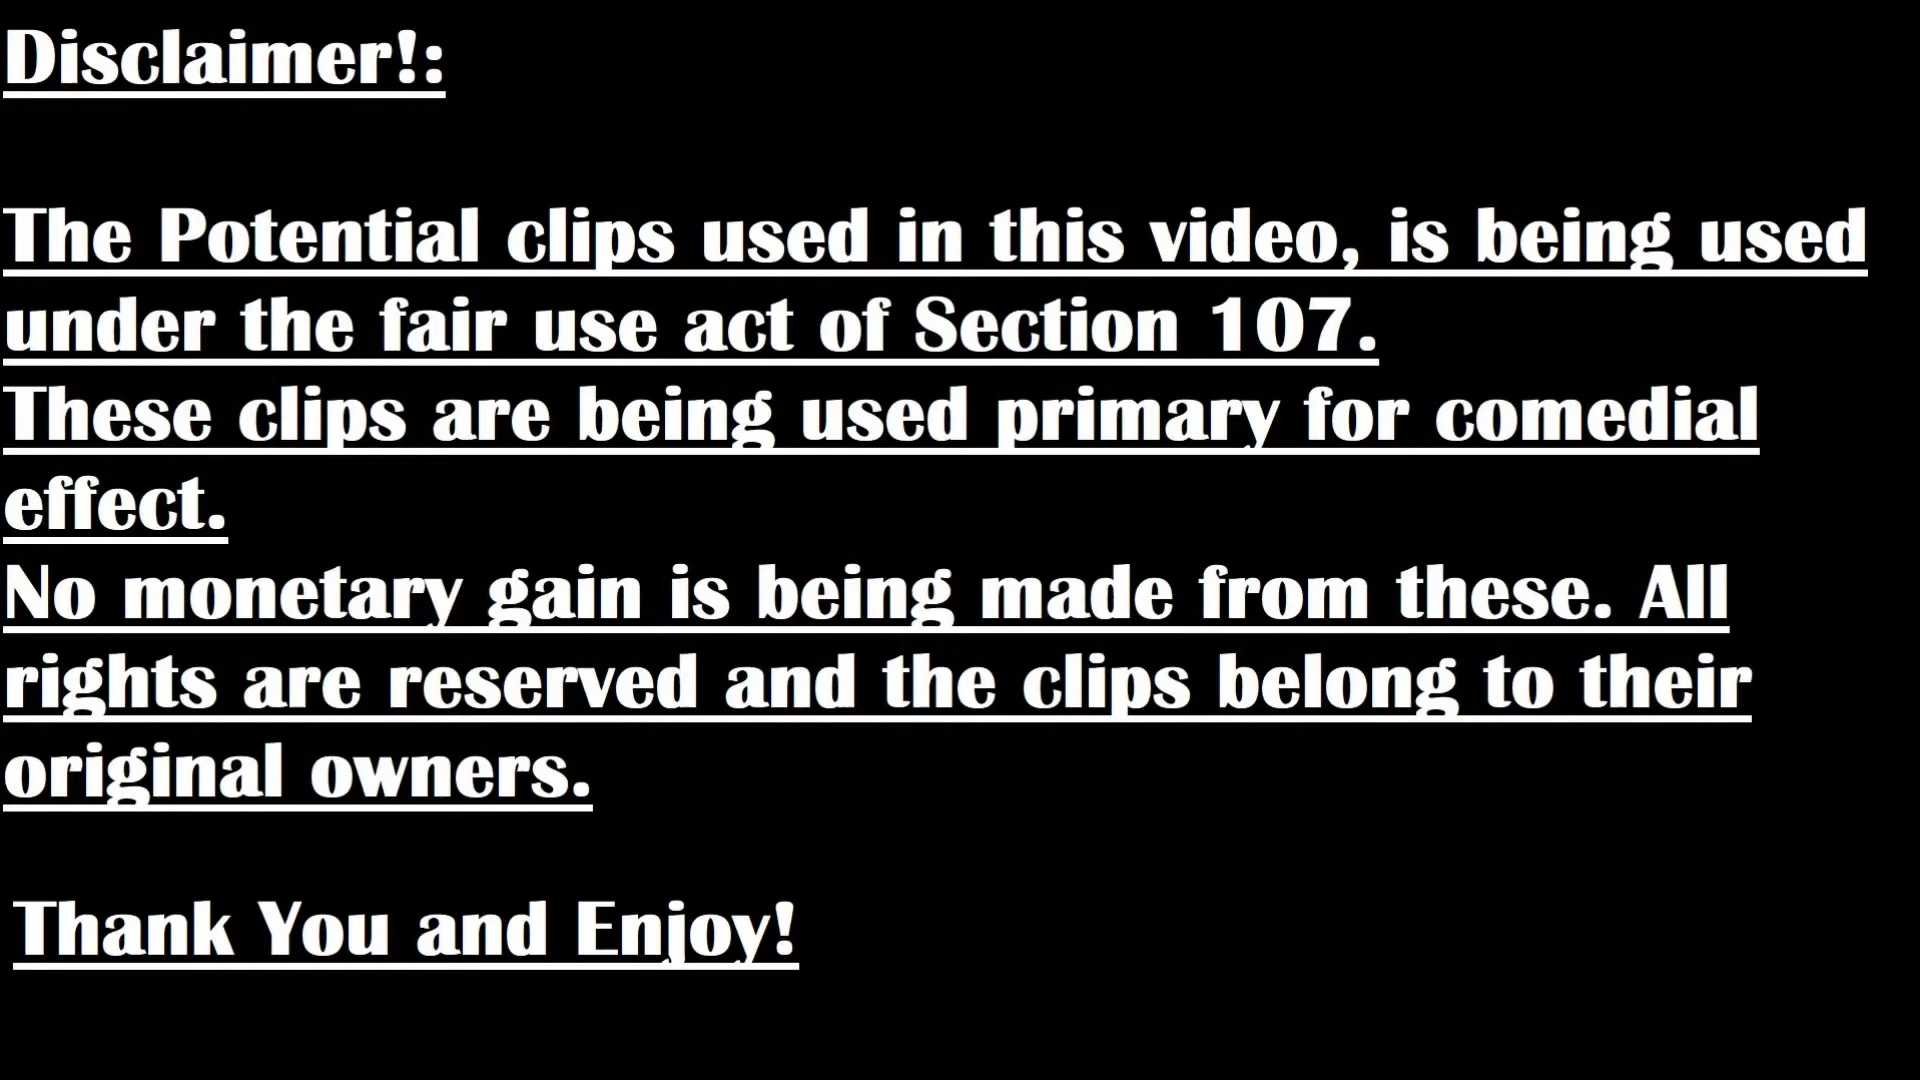 Disclaimer!:
The Potential clips used in this video, is being used
under the fair use act of Section 107.
These clips are being used primary for comedial
effect.
No monetary gain is being made from these. All
rights are reserved and the clips belong to their
original owners.
Thank You and Enjoy!